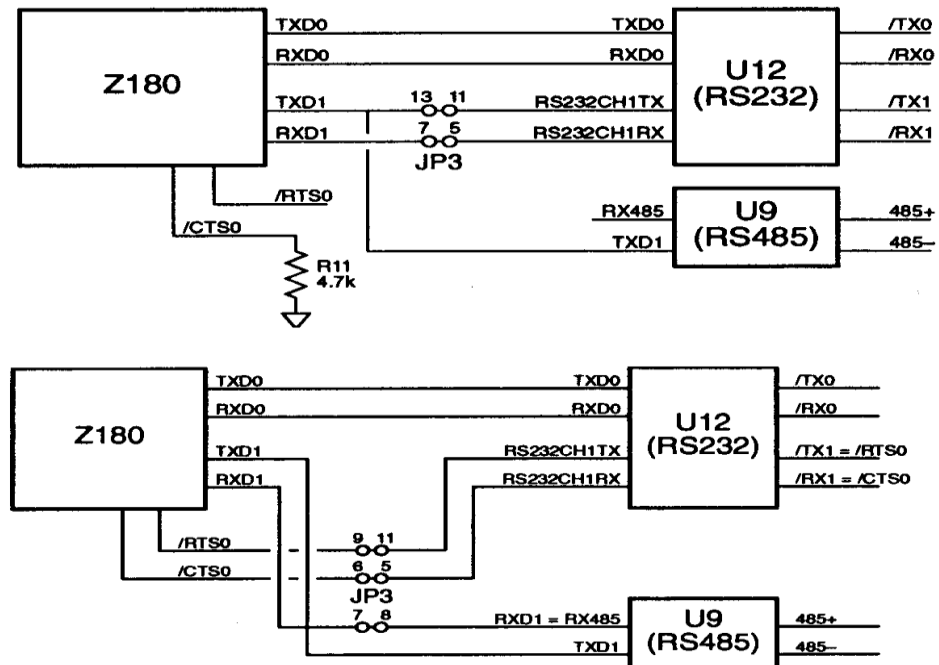 TXD0 TXD0 /TX0
RXD0 RXD0 /RX0
Z180 U12
(RS232)
TXD1 13 11 RS232CH1TX /TX1
RXD1 7 5 RS232CH1RX /RX1
JP3
/RTS0
/CTS0
RX485 U9 485+
TXD1 (RS485) 485–
R11
4.7k
TXD0 TXD0 /TX0
RXD0 RXD0 /RX0
Z180 U12
(RS232)
TXD1 RS232CH1TX /TX1 = /RTS0
RXD1 RS232CH1RX /RX1 = /CTS0
/RTS0 9 11
/CTS0 6 5
JP3
7 8 RXD1 = RX485 U9 485+
TXD1 (RS485) 485–